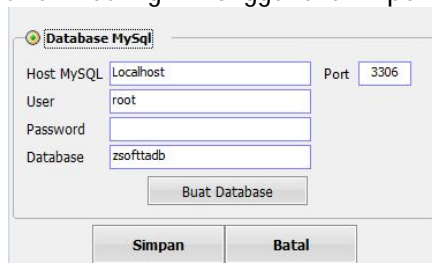 Database MySql
Host MySQL Localhost Port 3306
User root
Password
Database zsofttadb
Buat Database
Simpan Batal